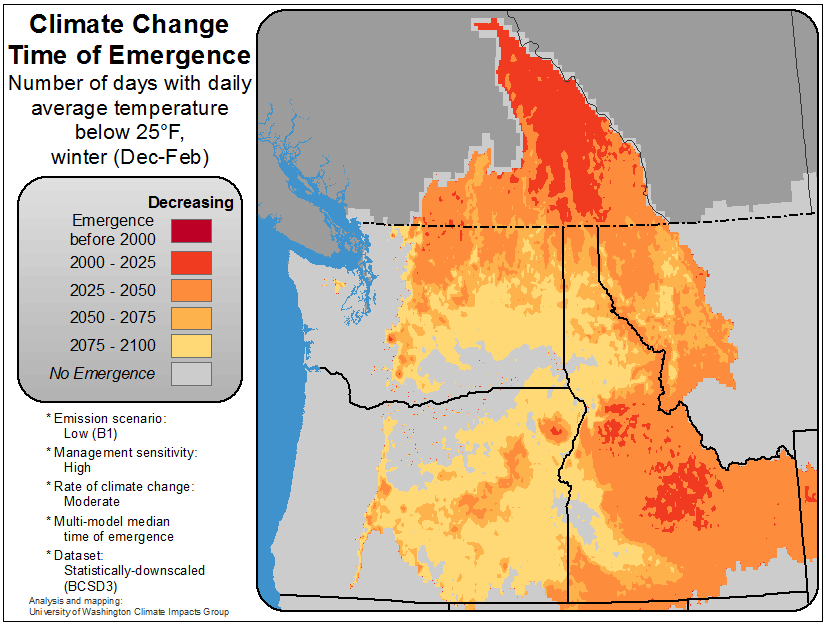 Climate Change
Time of Emergence
Number of days with daily
average temperature
below 25°F,
winter (Dec-Feb)
Decreasing
Emergence
before 2000
2000 - 2025
2025 - 2050
2050 - 2075
2075 - 2100
No Emergence
* Emission scenario:
Low (B1)
* Management sensitivity:
High
* Rate of climate change:
Moderate
* Multi-model median
time of emergence
* Dataset:
Statistically-downscaled
(BCSD3)
Analysis and mapping:
University of Washington Climate Impacts Group